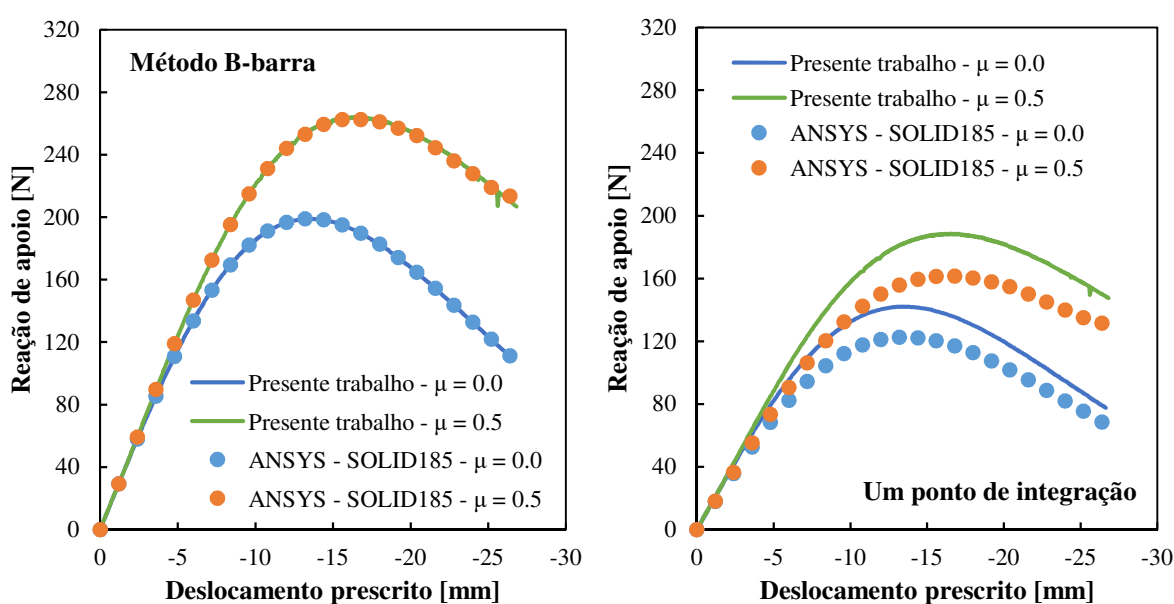 Método B-barra
Reação de apoio [N]
320
280
240
200
160
120
80
40
0
Presente trabalho - μ = 0.0
Presente trabalho - μ = 0.5
ANSYS - SOLID185 - μ = 0.0
ANSYS - SOLID185 - μ = 0.5
0 -5 -10 -15 -20 -25 -30
Deslocamento prescrito [mm]
Reação de apoio [N]
320
280
240
200
160
120
80
40
0
Presente trabalho - μ = 0.0
Presente trabalho - μ = 0.5
ANSYS - SOLID185 - μ = 0.0
ANSYS - SOLID185 - μ = 0.5
Um ponto de integração
0 -5 -10 -15 -20 -25 -30
Deslocamento prescrito [mm]